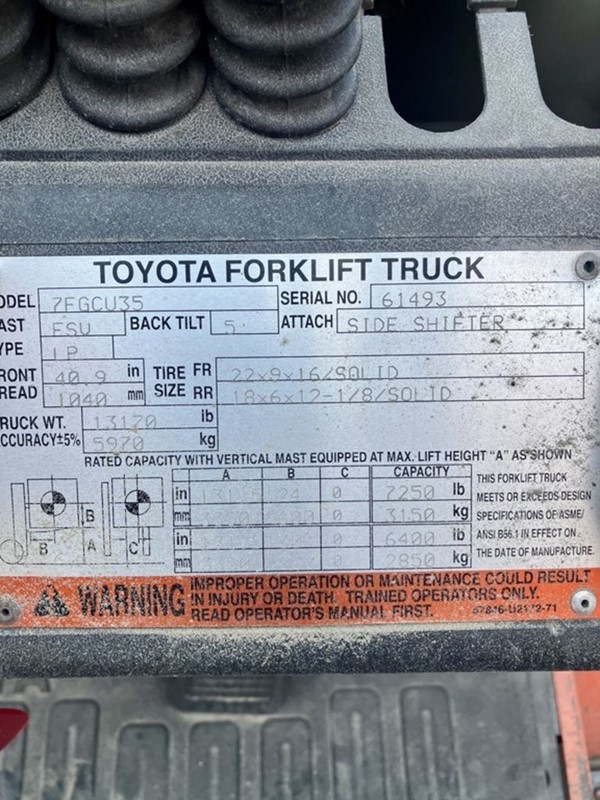 TOYOTA FORKLIFT TRUCK
ODEL 7FGCU35 SERIAL NO. 61493
AST FSV BACK TILT 5 ATTACH SIDE SHIFTER
YPE LP
RONT 40.9 in TIRE FR 22x9x16/SOLID
READ 1040 mm SIZE RR 18x6x12-1/8/SOLID
RUCK WT. 13170 lb
CCURACY±5% 5970 kg
RATED CAPACITY WITH VERTICAL MAST EQUIPPED AT MAX. LIFT HEIGHT "A" AS SHOWN
A B C CAPACITY
in 24 0 7250 lb
mm 0 3150 kg
in 0 6400 lb
mm 0 2850 kg
B
B A C
THIS FORKLIFT TRUCK
MEETS OR EXCEEDS DESIGN
SPECIFICATIONS OF ASME/
ANSI B56.1 IN EFFECT ON
THE DATE OF MANUFACTURE.
WARNING
IMPROPER OPERATION OR MAINTENANCE COULD RESULT
IN INJURY OR DEATH. TRAINED OPERATORS ONLY.
READ OPERATOR'S MANUAL FIRST.